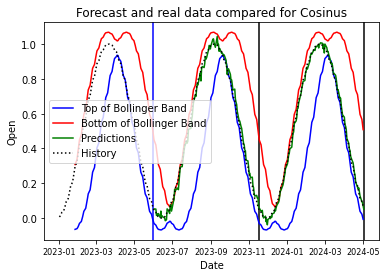 Forecast and real data compared for Cosinus
Open
1.0
0.8
0.6
0.4
0.2
0.0
Top of Bollinger Band
Bottom of Bollinger Band
Predictions
History
2023-01 2023-03 2023-05 2023-07 2023-09 2023-11 2024-01 2024-03 2024-05
Date